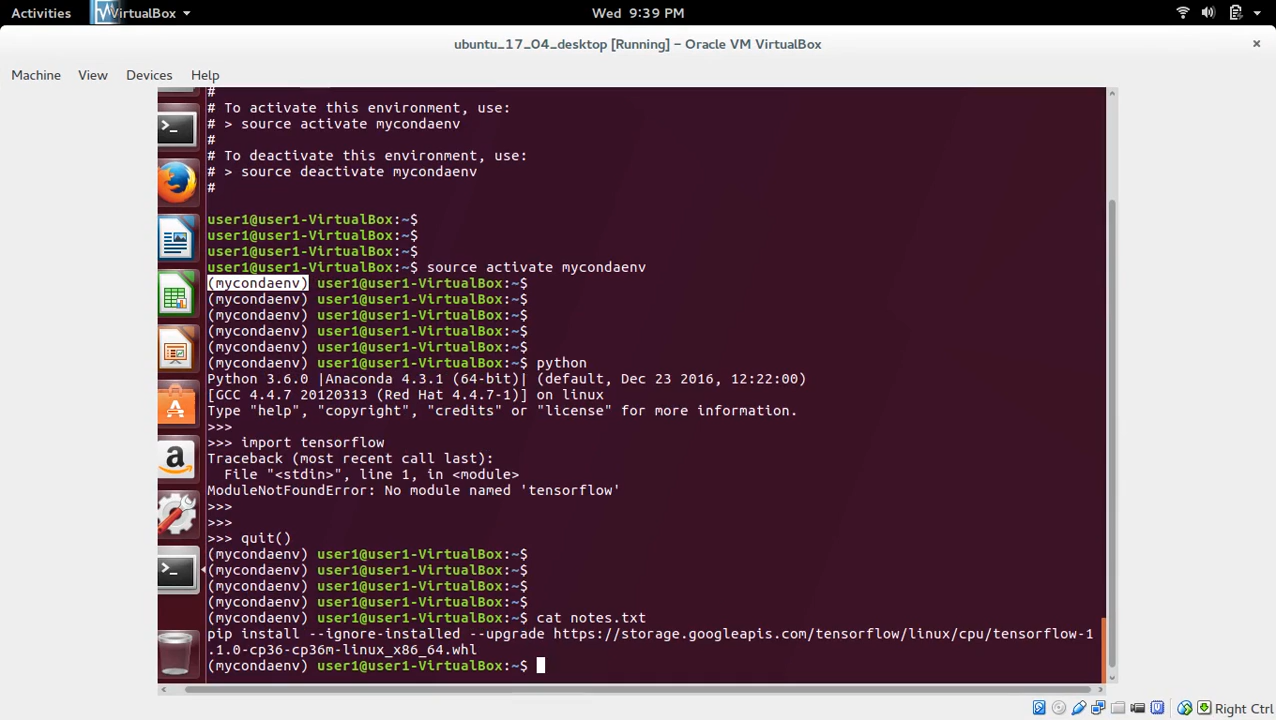 Activities VirtualBox Wed 9:39 PM
ubuntu_17_04_desktop [Running] – Oracle VM VirtualBox
Machine View Devices Help
#
# To activate this environment, use:
# > source activate mycondaenv
#
# To deactivate this environment, use:
# > source deactivate mycondaenv
#
user1@user1-VirtualBox:~$
user1@user1-VirtualBox:~$
user1@user1-VirtualBox:~$
user1@user1-VirtualBox:~$ source activate mycondaenv
(mycondaenv) user1@user1-VirtualBox:~$
(mycondaenv) user1@user1-VirtualBox:~$
(mycondaenv) user1@user1-VirtualBox:~$
(mycondaenv) user1@user1-VirtualBox:~$
(mycondaenv) user1@user1-VirtualBox:~$
(mycondaenv) user1@user1-VirtualBox:~$ python
Python 3.6.0 |Anaconda 4.3.1 (64-bit)| (default, Dec 23 2016, 12:22:00)
[GCC 4.4.7 20120313 (Red Hat 4.4.7-1)] on linux
Type "help", "copyright", "credits" or "license" for more information.
>>>
>>> import tensorflow
Traceback (most recent call last):
  File "<stdin>", line 1, in <module>
ModuleNotFoundError: No module named 'tensorflow'
>>>
>>>
>>> quit()
(mycondaenv) user1@user1-VirtualBox:~$
(mycondaenv) user1@user1-VirtualBox:~$
(mycondaenv) user1@user1-VirtualBox:~$
(mycondaenv) user1@user1-VirtualBox:~$
(mycondaenv) user1@user1-VirtualBox:~$ cat notes.txt
pip install --ignore-installed --upgrade https://storage.googleapis.com/tensorflow/linux/cpu/tensorflow-1
.1.0-cp36-cp36m-linux_x86_64.whl
(mycondaenv) user1@user1-VirtualBox:~$
Right Ctrl